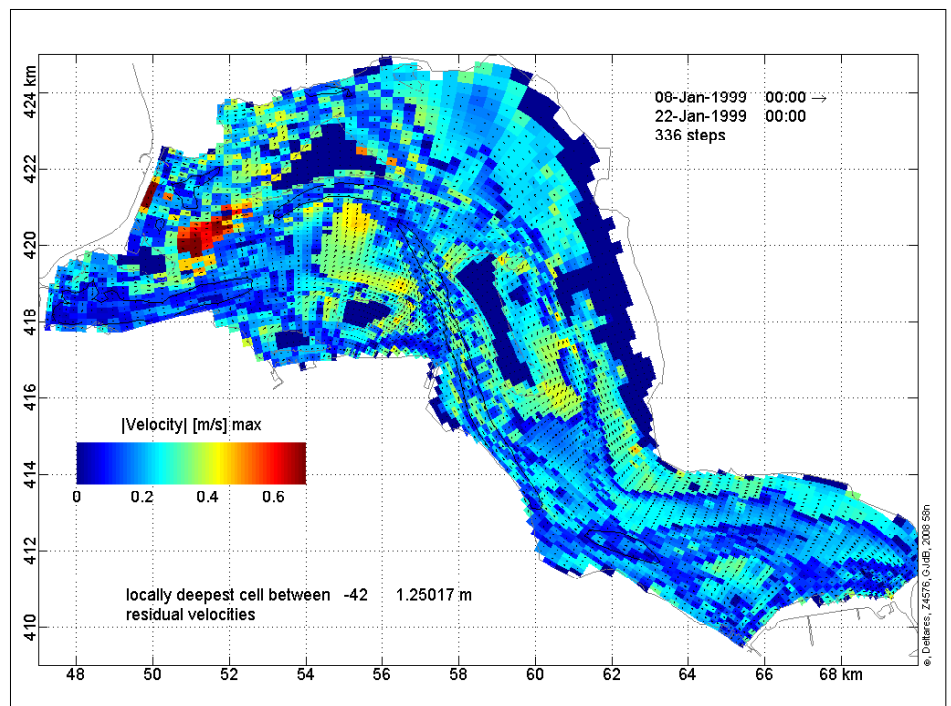 424 km
422
420
418
416
414
412
410
08-Jan-1999 00:00 →
22-Jan-1999 00:00
336 steps
|Velocity| [m/s] max
0 0.2 0.4 0.6
locally deepest cell between -42 1.25017 m
residual velocities
48 50 52 54 56 58 60 62 64 66 68 km
©, Deltares, Z4576, GJdB, 2008 58n